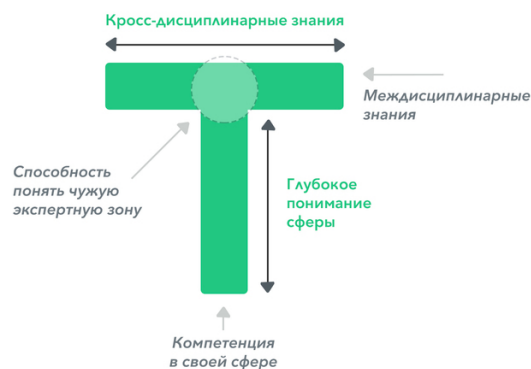 Кросс-дисциплинарные знания
Междисциплинарные
знания
Способность
понять чужую
экспертную зону
Глубокое
понимание
сферы
Компетенция
в своей сфере